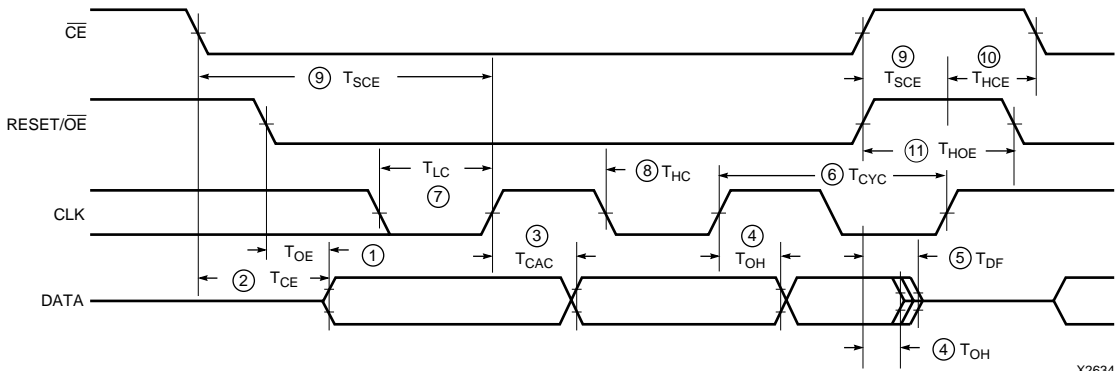 CE
⑨ TSCE
⑨ TSCE
⑩ THCE
RESET/OE
TLC
⑦
⑧ THC
⑪ THOE
⑥ TCYC
CLK
TOE ①
② TCE
③ TCAC
④ TOH
⑤ TDF
DATA
④ TOH
X2634